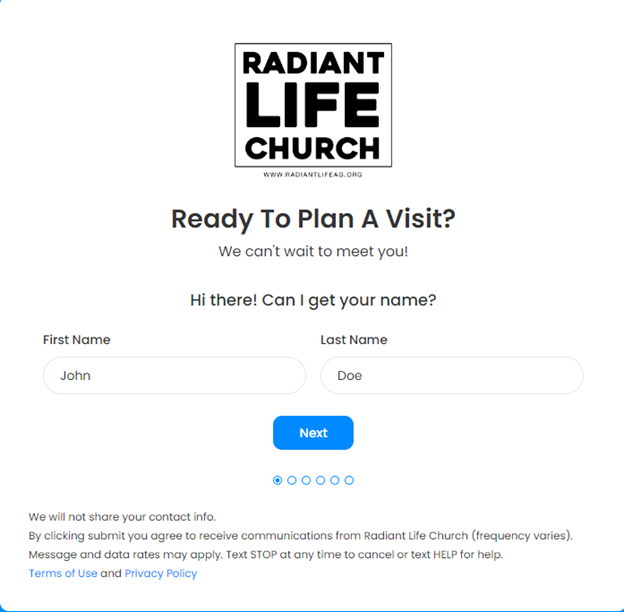 RADIANT
LIFE
CHURCH
WWW.RADIANTLIFEAG.ORG
Ready To Plan A Visit?
We can't wait to meet you!
Hi there! Can I get your name?
First Name Last Name
John Doe
Next
We will not share your contact info.
By clicking submit you agree to receive communications from Radiant Life Church (frequency varies).
Message and data rates may apply. Text STOP at any time to cancel or text HELP for help.
Terms of Use and Privacy Policy